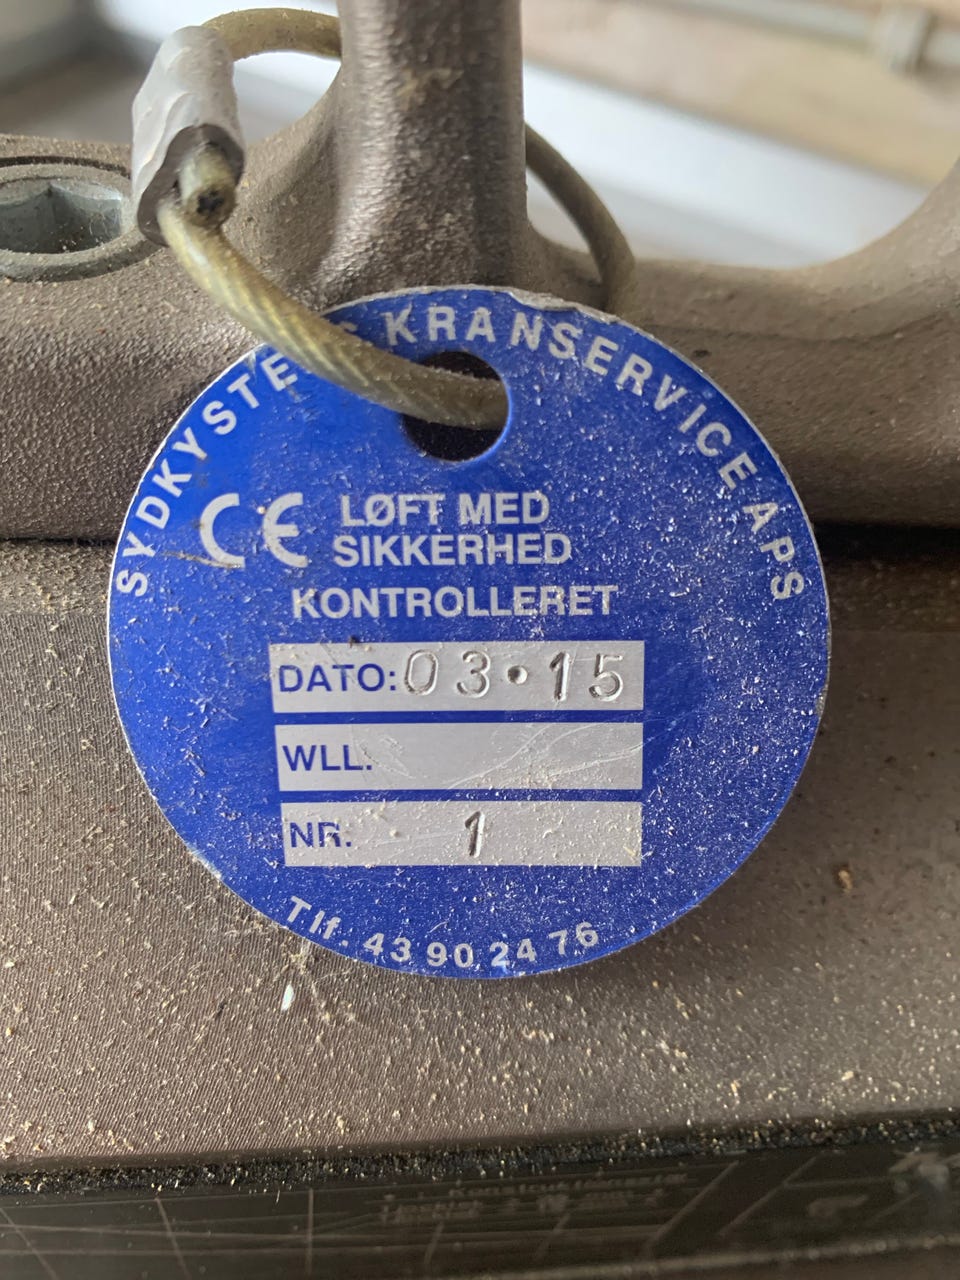 SYDKYSTENS KRANSERVICE APS
CE LØFT MED
SIKKERHED
KONTROLLERET
DATO: 03·15
WLL.
NR. 1
Tlf. 43 90 24 76